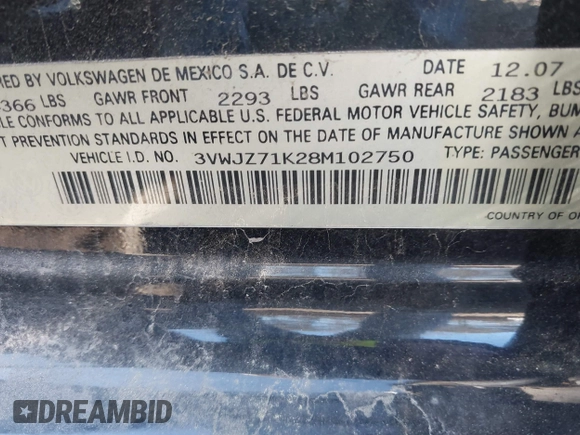 BY VOLKSWAGEN DE MEXICO S.A. DE C.V. DATE 12.07
366 LBS GAWR FRONT 2293 LBS GAWR REAR 2183 LBS
CONFORMS TO ALL APPLICABLE U.S. FEDERAL MOTOR VEHICLE SAFETY, BUM
PREVENTION STANDARDS IN EFFECT ON THE DATE OF MANUFACTURE SHOWN A
VEHICLE I.D. NO. 3VWJZ71K28M102750 TYPE: PASSENGER
COUNTRY OF OR
DREAMBID